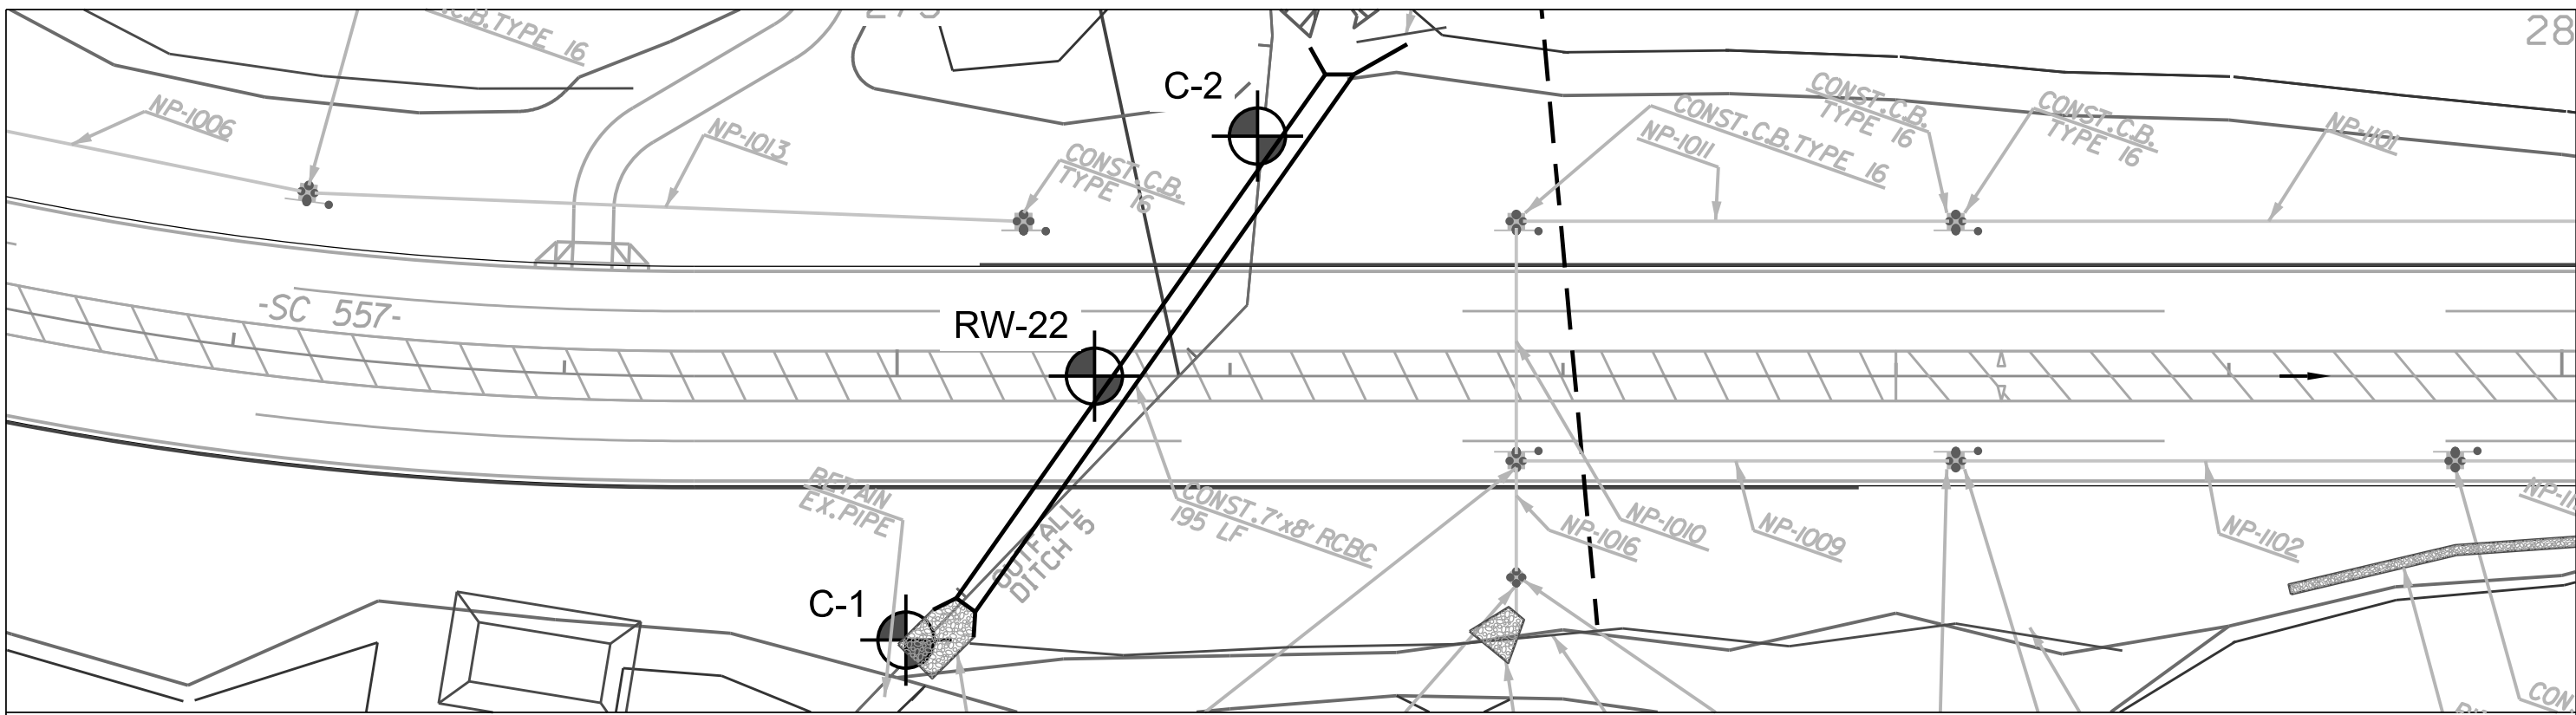 C.B.TYPE 16
28
C-2
NP-1006
NP-1013
CONST.C.B.
TYPE 16
CONST.C.B.TYPE 16
NP-1011
CONST.C.B.
TYPE 16
CONST.C.B.
TYPE 16
NP-1101
-SC 557-
RW-22
RETAIN
EX.PIPE
OUTFALL
DITCH 5
CONST.7'x8' RCBC
195 LF
NP-1016
NP-1010
NP-1009
NP-1102
C-1